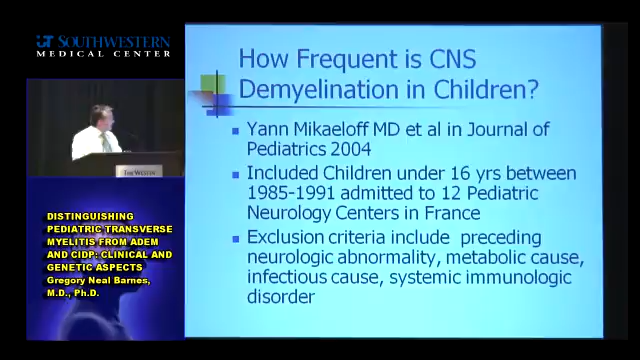 UT SOUTHWESTERN
MEDICAL CENTER
THE WESTIN
DISTINGUISHING
PEDIATRIC TRANSVERSE
MYELITIS FROM ADEM
AND CIDP: CLINICAL AND
GENETIC ASPECTS
Gregory Neal Barnes,
M.D., Ph.D.
How Frequent is CNS
Demyelination in Children?
Yann Mikaeloff MD et al in Journal of
Pediatrics 2004
Included Children under 16 yrs between
1985-1991 admitted to 12 Pediatric
Neurology Centers in France
Exclusion criteria include preceding
neurologic abnormality, metabolic cause,
infectious cause, systemic immunologic
disorder